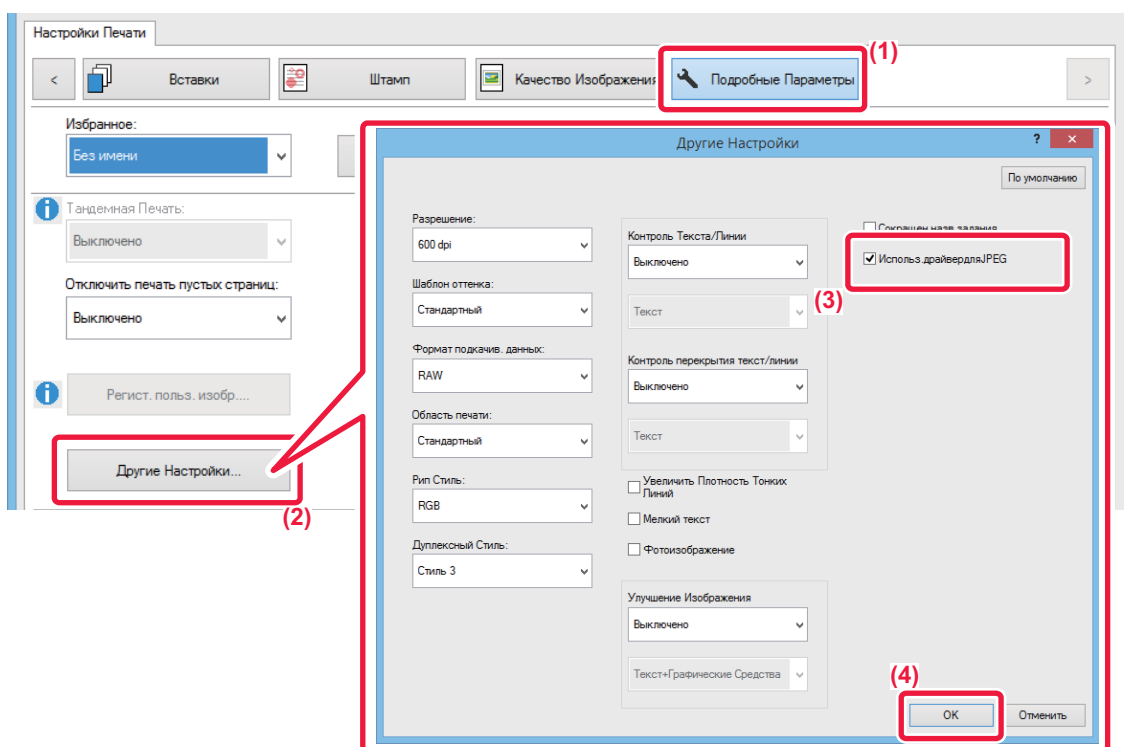 Настройки Печати
(1)
<
Вставки
Штамп
Качество Изображения
Подробные Параметры
>
Избранное:
Без имени
Тандемная Печать:
Выключено
Отключить печать пустых страниц:
Выключено
Регист. польз. изобр....
Другие Настройки...
(2)
Другие Настройки
?
×
По умолчанию
Разрешение:
600 dpi
Шаблон оттенка:
Стандартный
Формат подкачив. данных:
RAW
Область печати:
Стандартный
Рип Стиль:
RGB
Дуплексный Стиль:
Стиль 3
Контроль Текста/Линии
Выключено
Текст
Контроль перекрытия текст/линии
Выключено
Текст
Увеличить Плотность Тонких
Линий
Мелкий текст
Фотоизображение
Улучшение Изображения
Выключено
Текст+Графические Средства
Сокращен назв задания
Использ.драйвердляJPEG
(3)
(4)
OK
Отменить